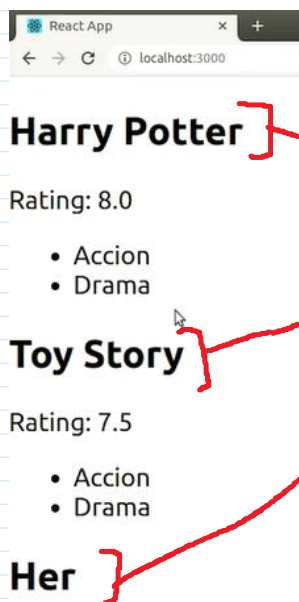 React App
localhost:3000
Harry Potter
Rating: 8.0
• Accion
• Drama
Toy Story
Rating: 7.5
• Accion
• Drama
Her